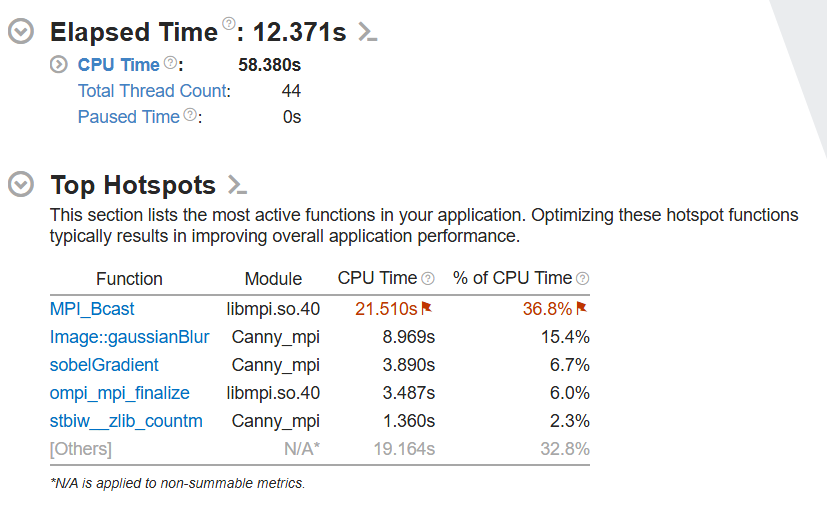 Elapsed Time ?: 12.371s
CPU Time ?: 58.380s
Total Thread Count: 44
Paused Time ?: 0s
Top Hotspots
This section lists the most active functions in your application. Optimizing these hotspot functions
typically results in improving overall application performance.
Function Module CPU Time ? % of CPU Time ?
MPI_Bcast libmpi.so.40 21.510s 36.8%
Image::gaussianBlur Canny_mpi 8.969s 15.4%
sobelGradient Canny_mpi 3.890s 6.7%
ompi_mpi_finalize libmpi.so.40 3.487s 6.0%
stbiw__zlib_countm Canny_mpi 1.360s 2.3%
[Others] N/A* 19.164s 32.8%
*N/A is applied to non-summable metrics.